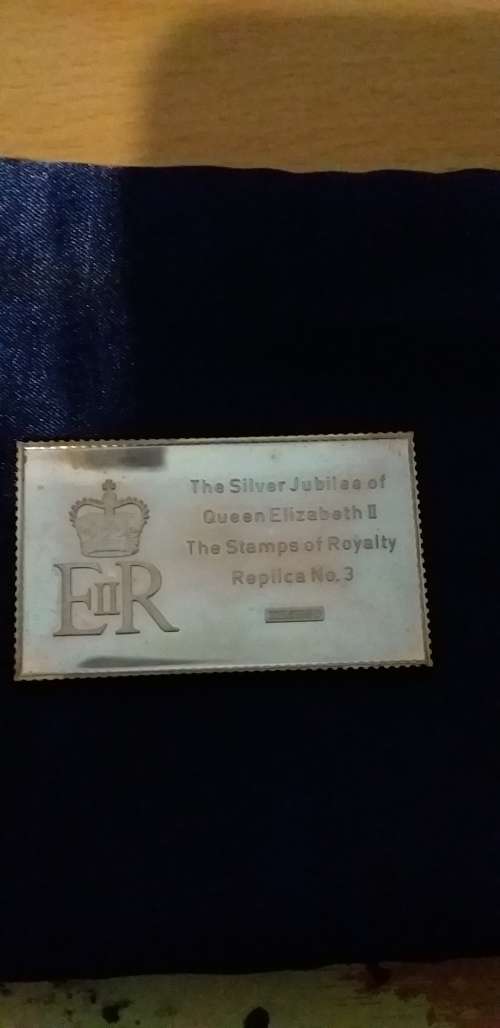 The Silver Jubilee of
Queen Elizabeth II
The Stamps of Royalty
Replica No. 3
EIIR